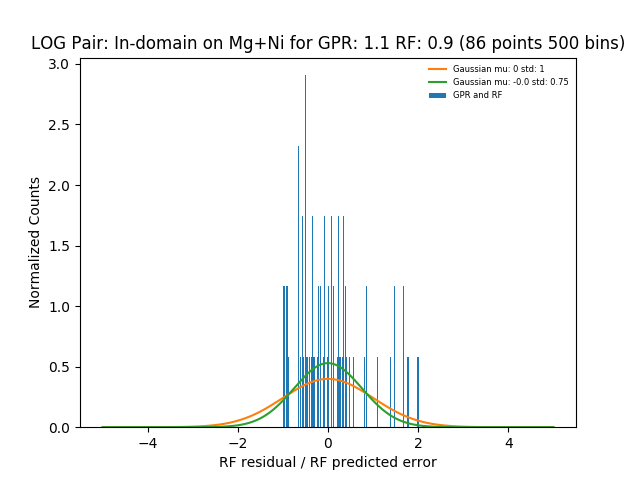 LOG Pair: In-domain on Mg+Ni for GPR: 1.1 RF: 0.9 (86 points 500 bins)
Gaussian mu: 0 std: 1
Gaussian mu: -0.0 std: 0.75
GPR and RF
Normalized Counts
3.0
2.5
2.0
1.5
1.0
0.5
0.0
−4 −2 0 2 4
RF residual / RF predicted error